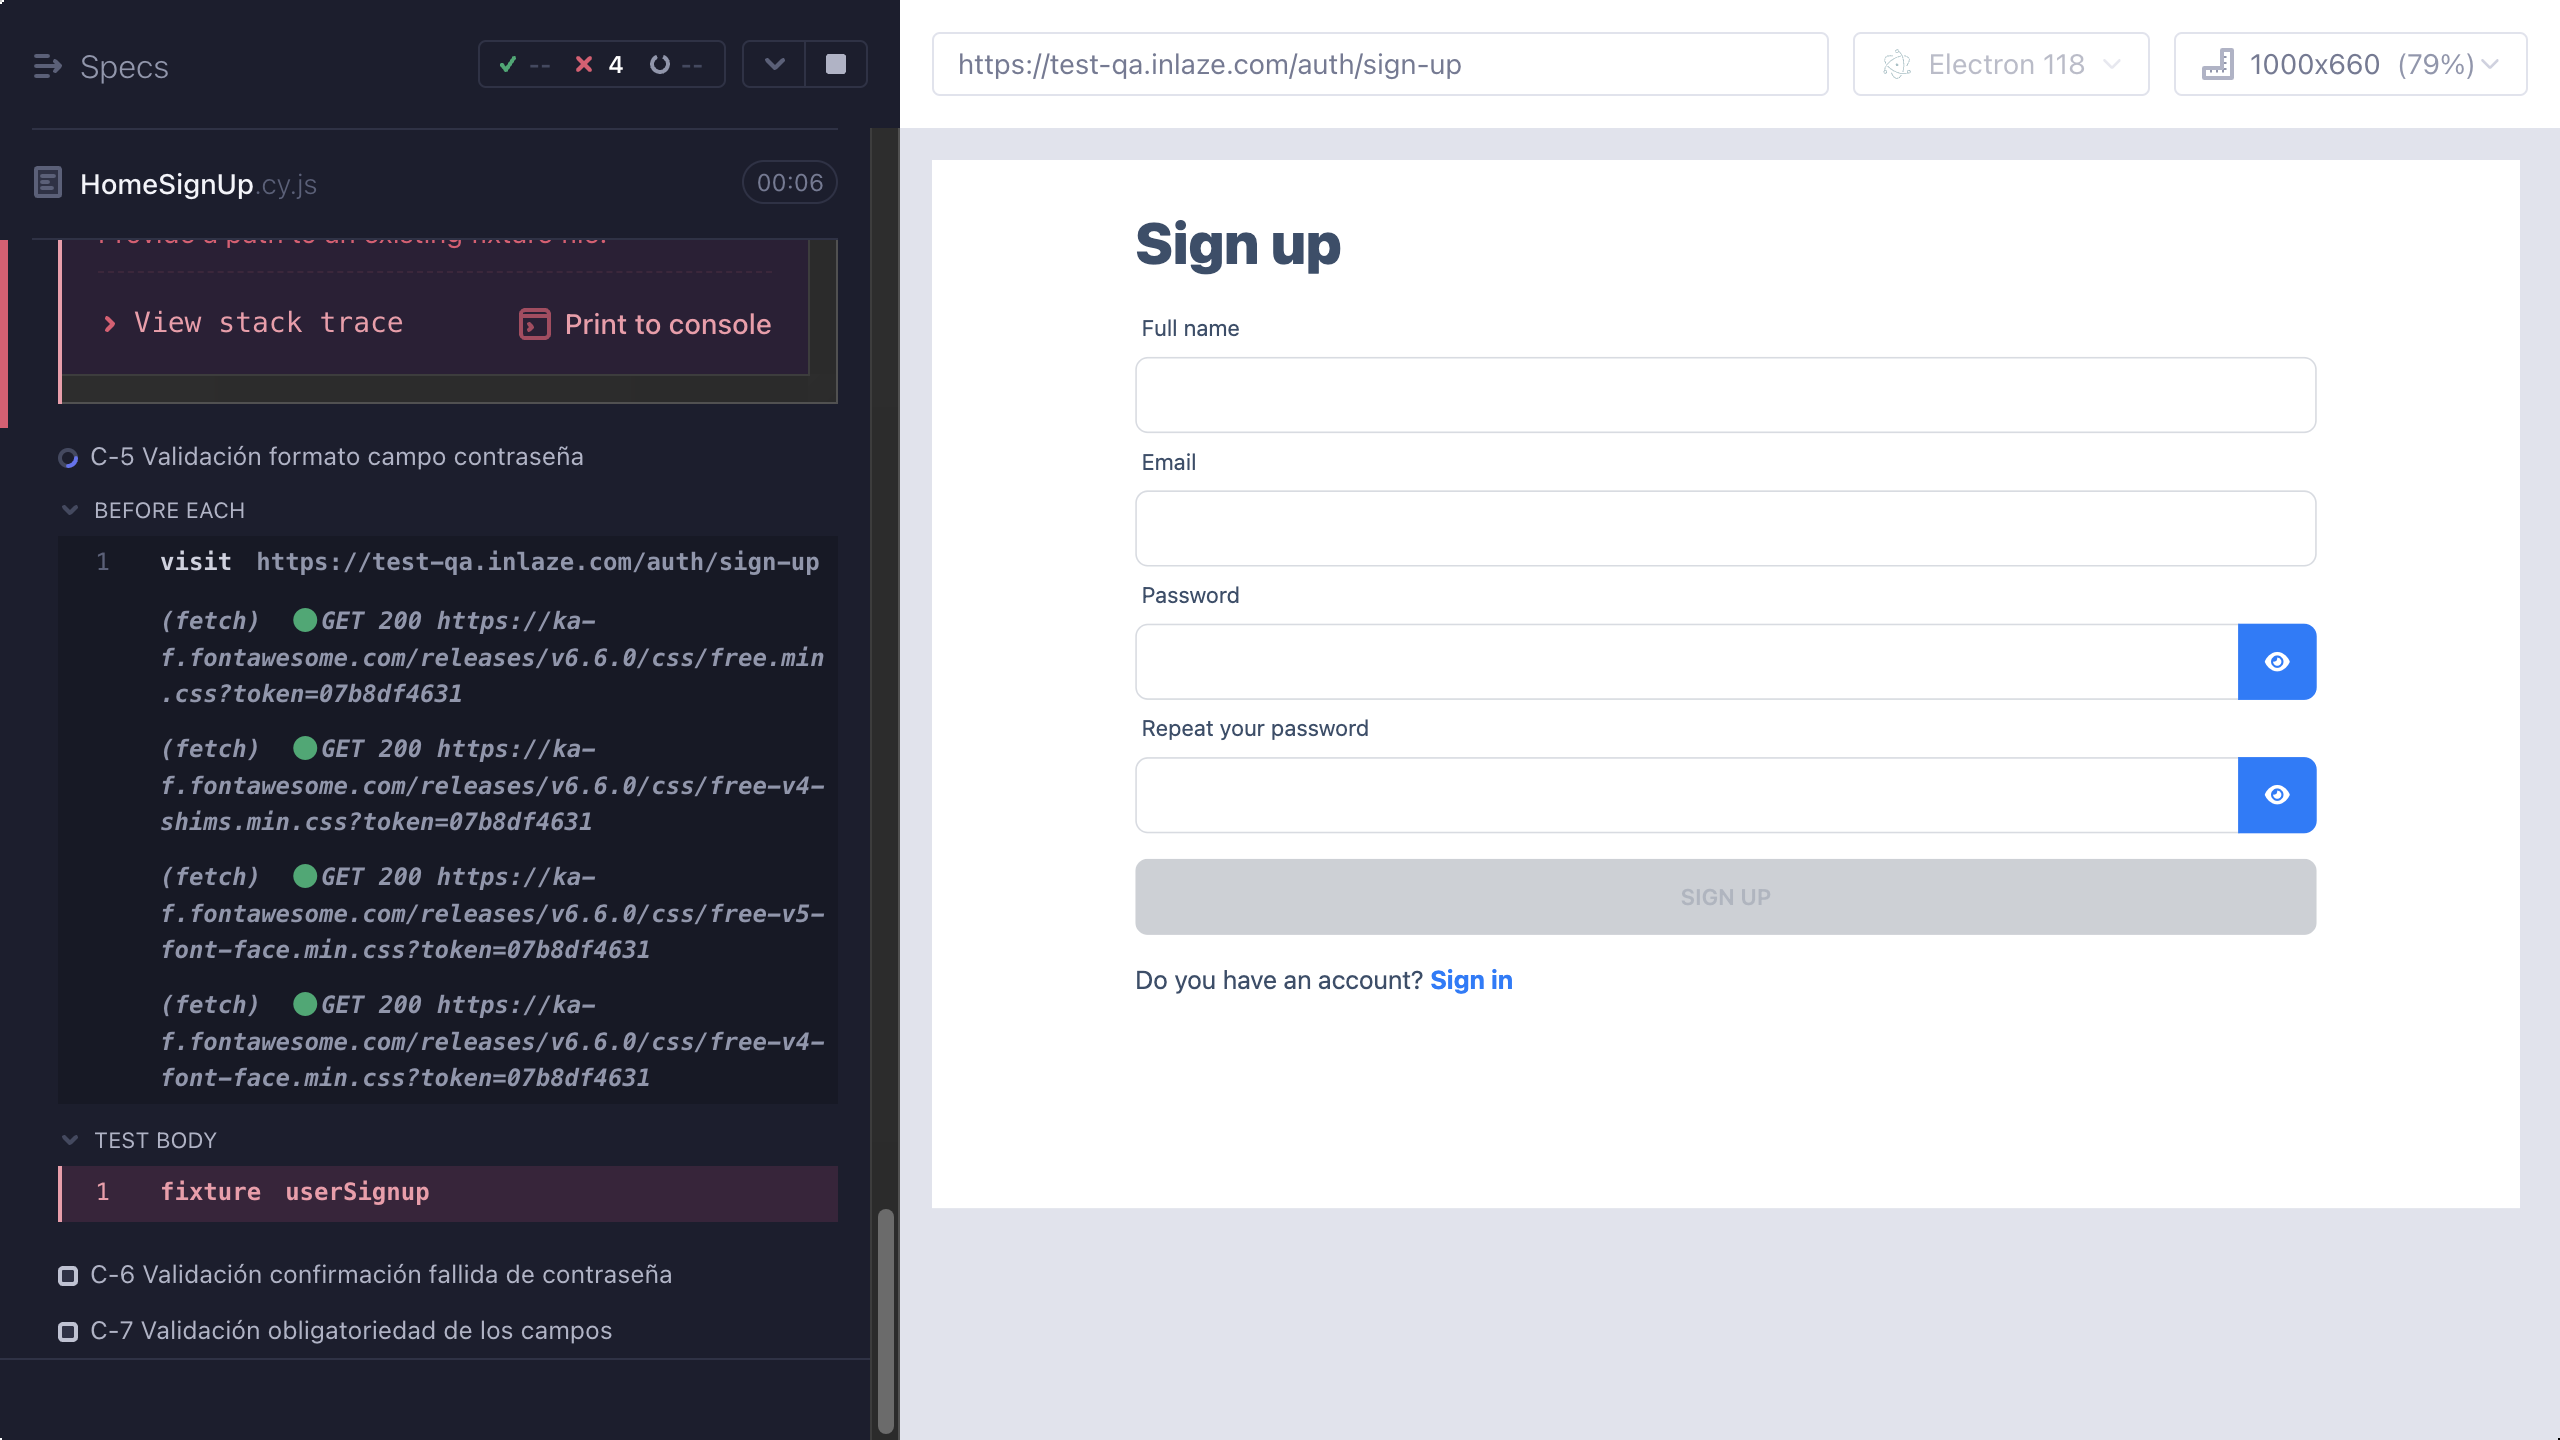 Specs
-- 4 --
HomeSignUp.cy.js
00:06
Provide a path to an existing fixture file.
View stack trace
Print to console
C-5 Validación formato campo contraseña
BEFORE EACH
1 visit https://test-qa.inlaze.com/auth/sign-up
(fetch) GET 200 https://ka-
f.fontawesome.com/releases/v6.6.0/css/free.min
.css?token=07b8df4631
(fetch) GET 200 https://ka-
f.fontawesome.com/releases/v6.6.0/css/free-v4-
shims.min.css?token=07b8df4631
(fetch) GET 200 https://ka-
f.fontawesome.com/releases/v6.6.0/css/free-v5-
font-face.min.css?token=07b8df4631
(fetch) GET 200 https://ka-
f.fontawesome.com/releases/v6.6.0/css/free-v4-
font-face.min.css?token=07b8df4631
TEST BODY
1 fixture userSignup
C-6 Validación confirmación fallida de contraseña
C-7 Validación obligatoriedad de los campos
https://test-qa.inlaze.com/auth/sign-up
Electron 118
1000x660 (79%)
Sign up
Full name
Email
Password
Repeat your password
SIGN UP
Do you have an account? Sign in